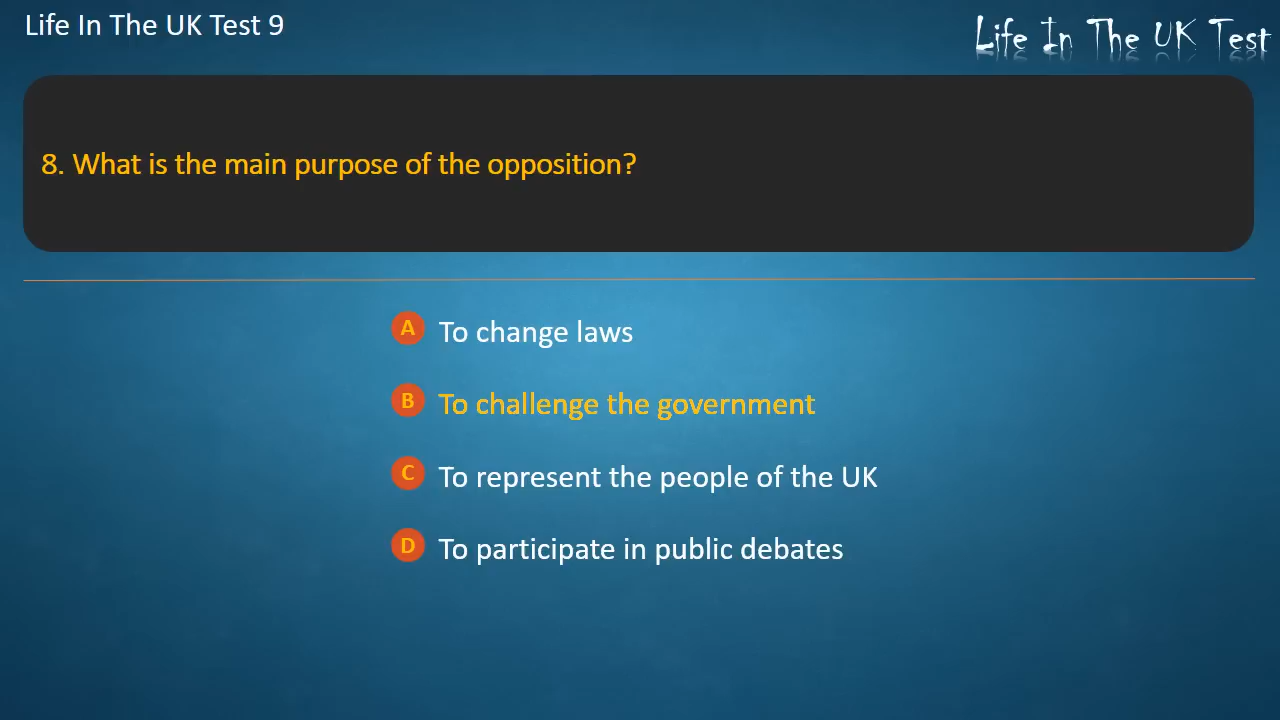 Life In The UK Test 9
Life In The UK Test
8. What is the main purpose of the opposition?
A To change laws
B To challenge the government
C To represent the people of the UK
D To participate in public debates